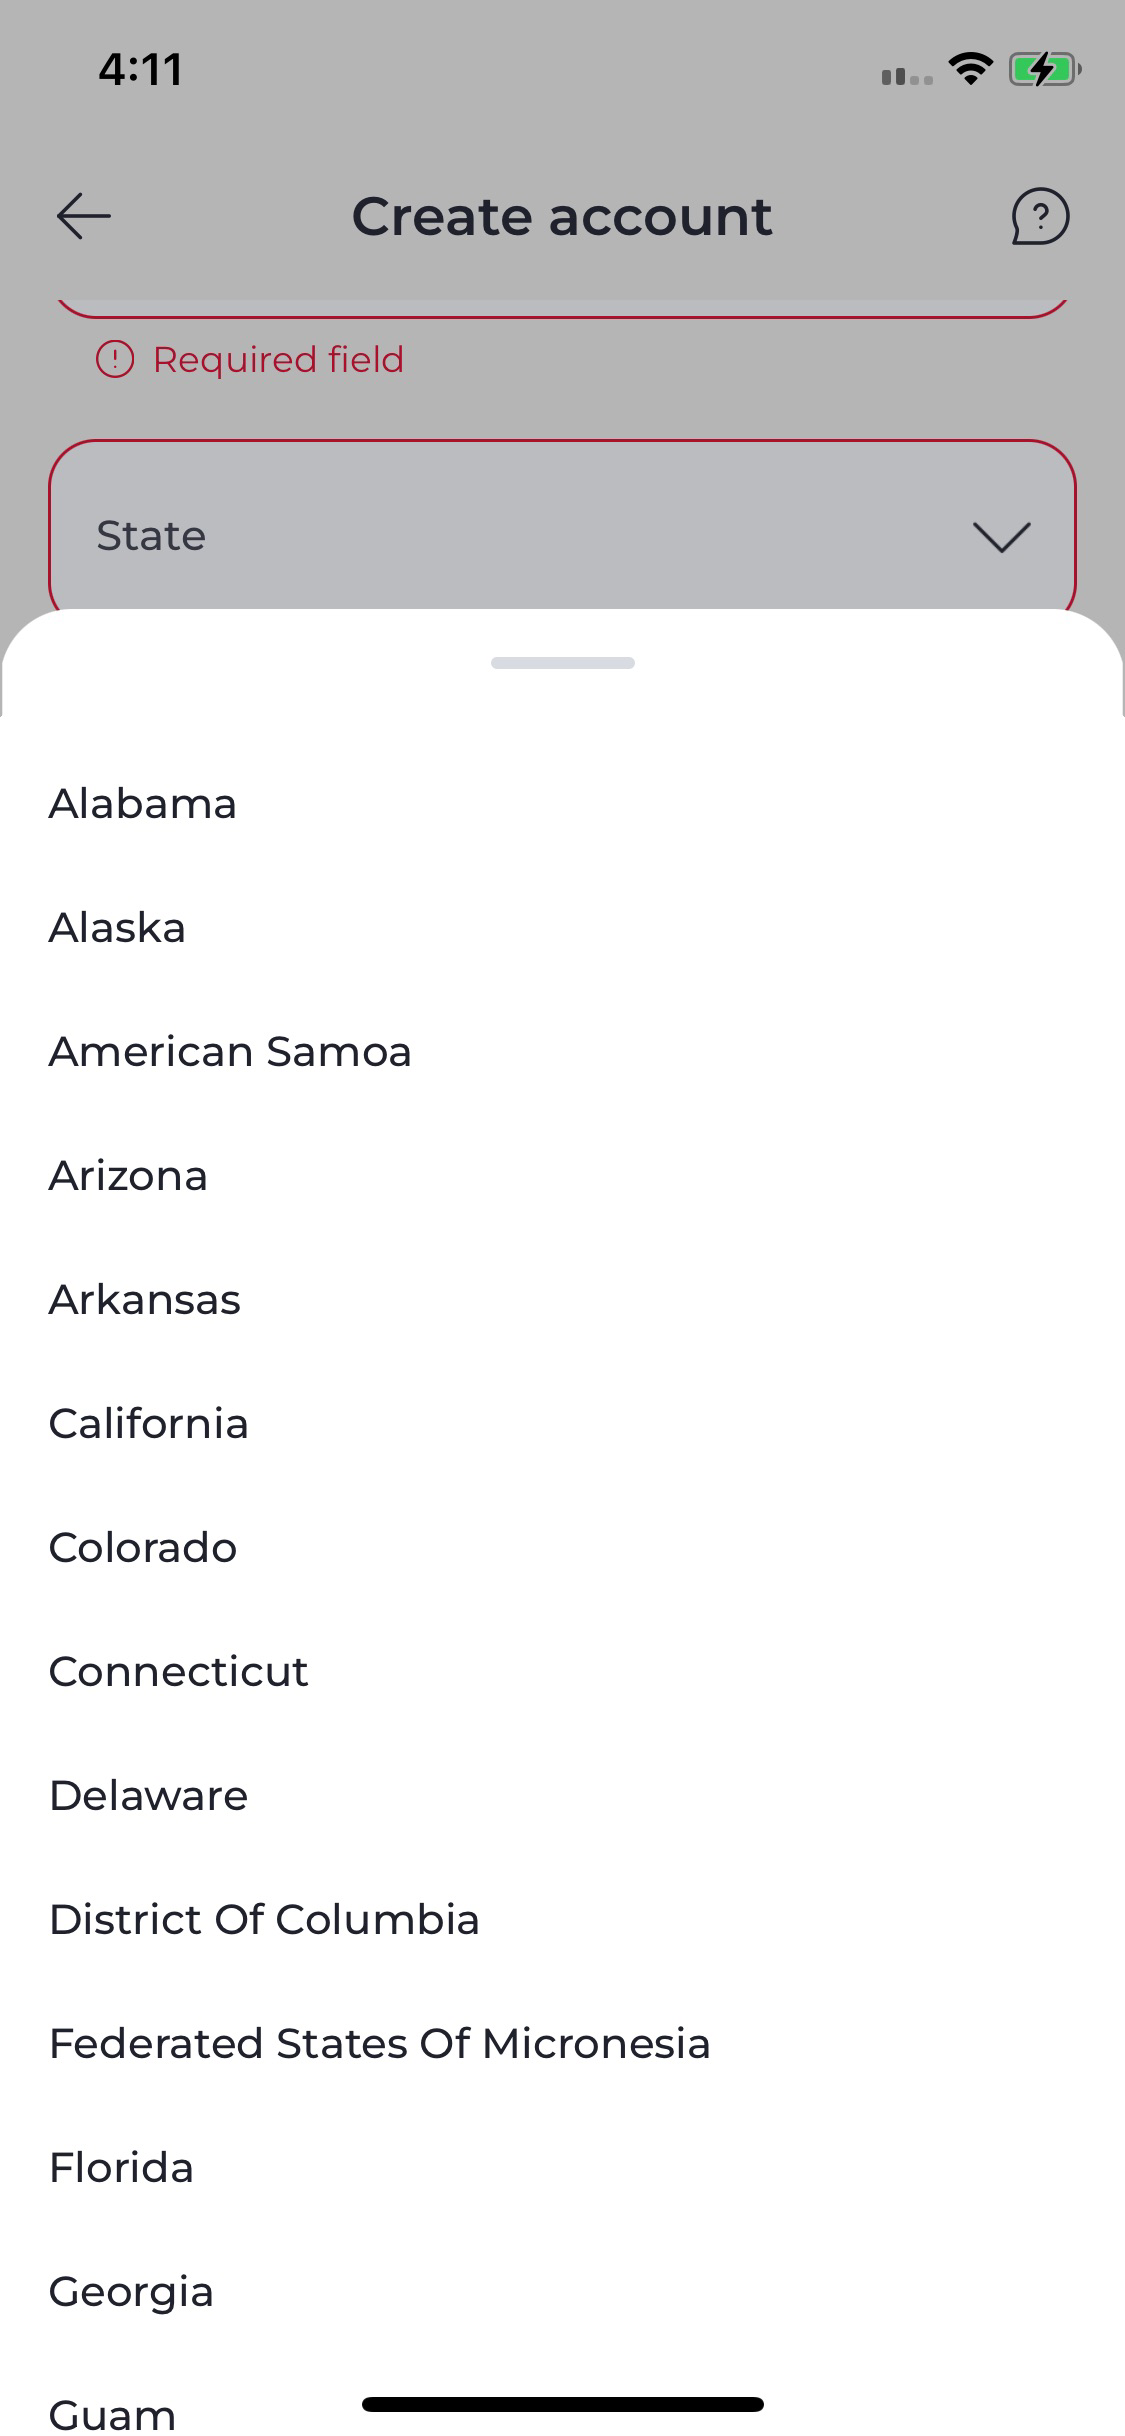 4:11
Create account
Required field
State
Alabama
Alaska
American Samoa
Arizona
Arkansas
California
Colorado
Connecticut
Delaware
District Of Columbia
Federated States Of Micronesia
Florida
Georgia
Guam